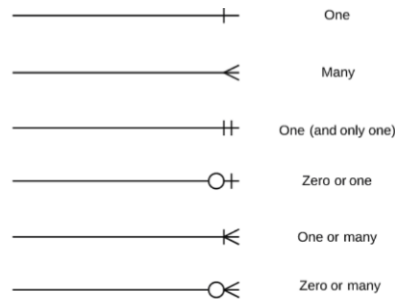 One
Many
One (and only one)
Zero or one
One or many
Zero or many